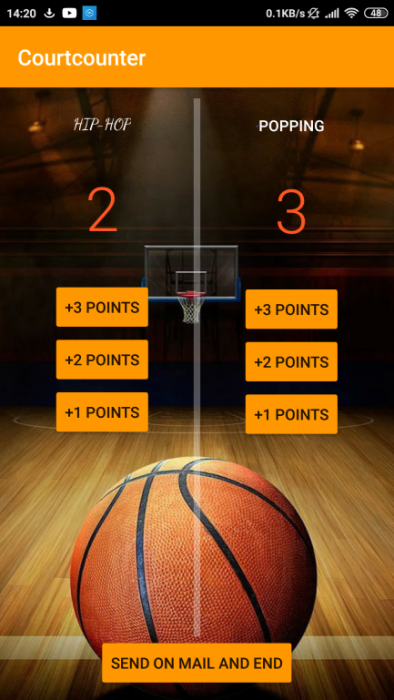 14:20 0.1KB/s 48
Courtcounter
HIP-HOP POPPING
2 3
+3 POINTS +3 POINTS
+2 POINTS +2 POINTS
+1 POINTS +1 POINTS
SEND ON MAIL AND END